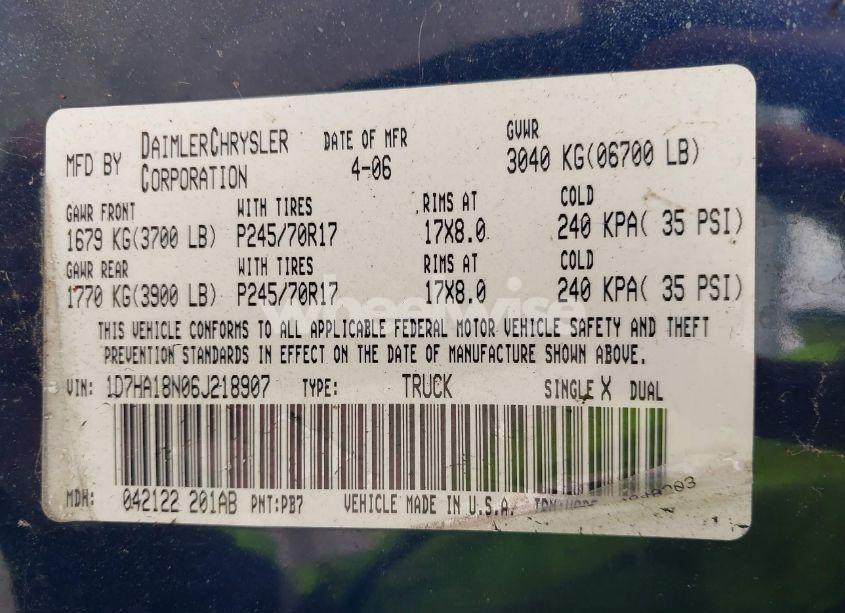 MFD BY DAIMLERCHRYSLER CORPORATION DATE OF MFR 4-06 GVWR 3040 KG(06700 LB)
GAWR FRONT WITH TIRES RIMS AT COLD
1679 KG(3700 LB) P245/70R17 17X8.0 240 KPA( 35 PSI)
GAWR REAR WITH TIRES RIMS AT COLD
1770 KG(3900 LB) P245/70R17 17X8.0 240 KPA( 35 PSI)
wheelwise
THIS VEHICLE CONFORMS TO ALL APPLICABLE FEDERAL MOTOR VEHICLE SAFETY AND THEFT
PREVENTION STANDARDS IN EFFECT ON THE DATE OF MANUFACTURE SHOWN ABOVE.
VIN: 1D7HA18N06J218907 TYPE: TRUCK SINGLE X DUAL
MDH: 042122 201AB PNT:PB7 VEHICLE MADE IN U.S.A.